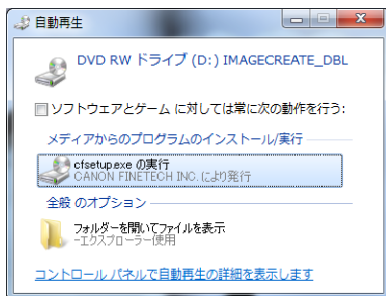 自動再生
DVD RW ドライブ (D:) IMAGECREATE_DBL
ソフトウェアとゲーム に対しては常に次の動作を行う:
メディアからのプログラムのインストール/実行
cfsetup.exe の実行
CANON FINETECH INC. により発行
全般 のオプション
フォルダーを開いてファイルを表示
-エクスプローラー使用
コントロール パネルで自動再生の詳細を表示します